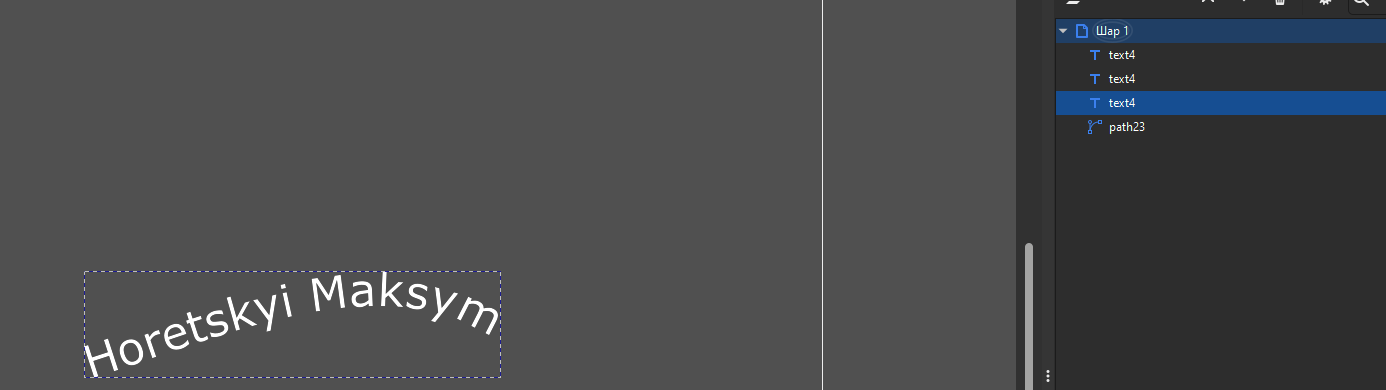 Шар 1
text4
text4
text4
path23
Horetskyi Maksym